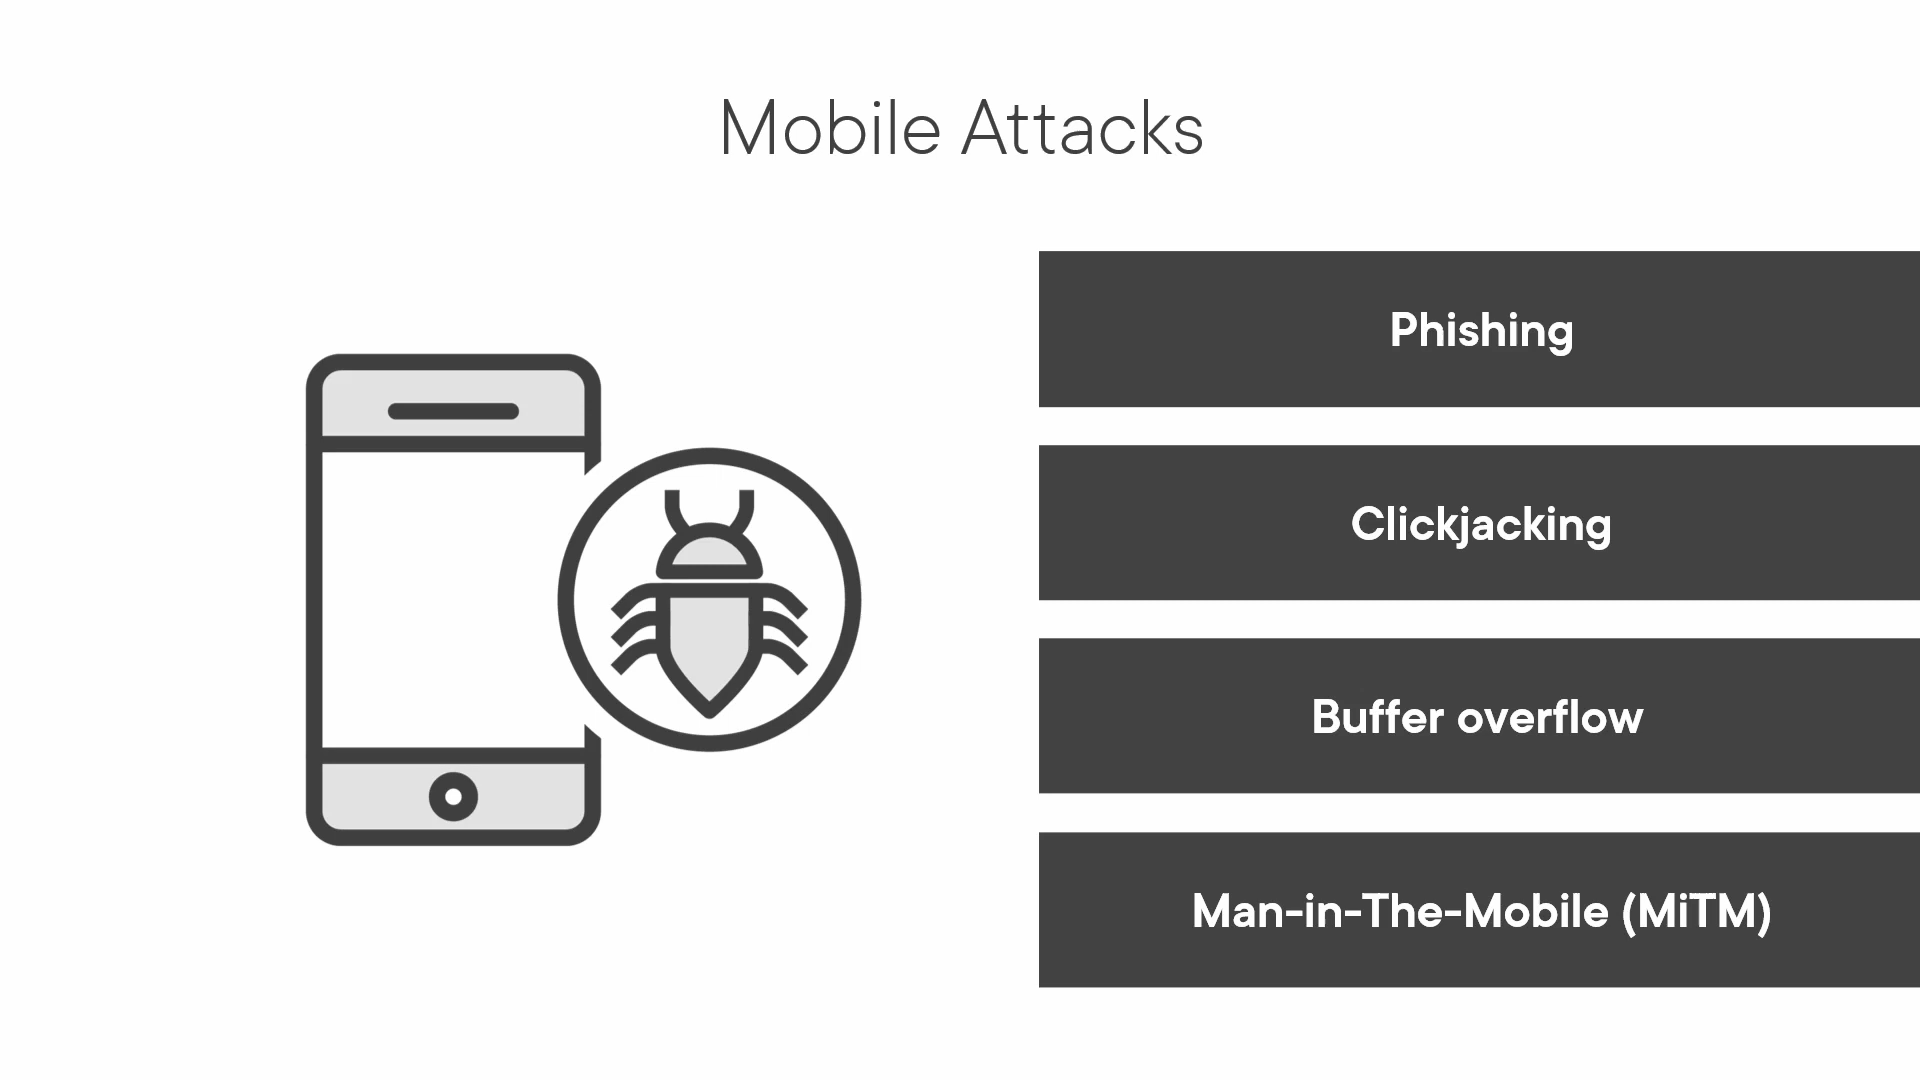 Mobile Attacks
Phishing
Clickjacking
Buffer overflow
Man-in-The-Mobile (MiTM)